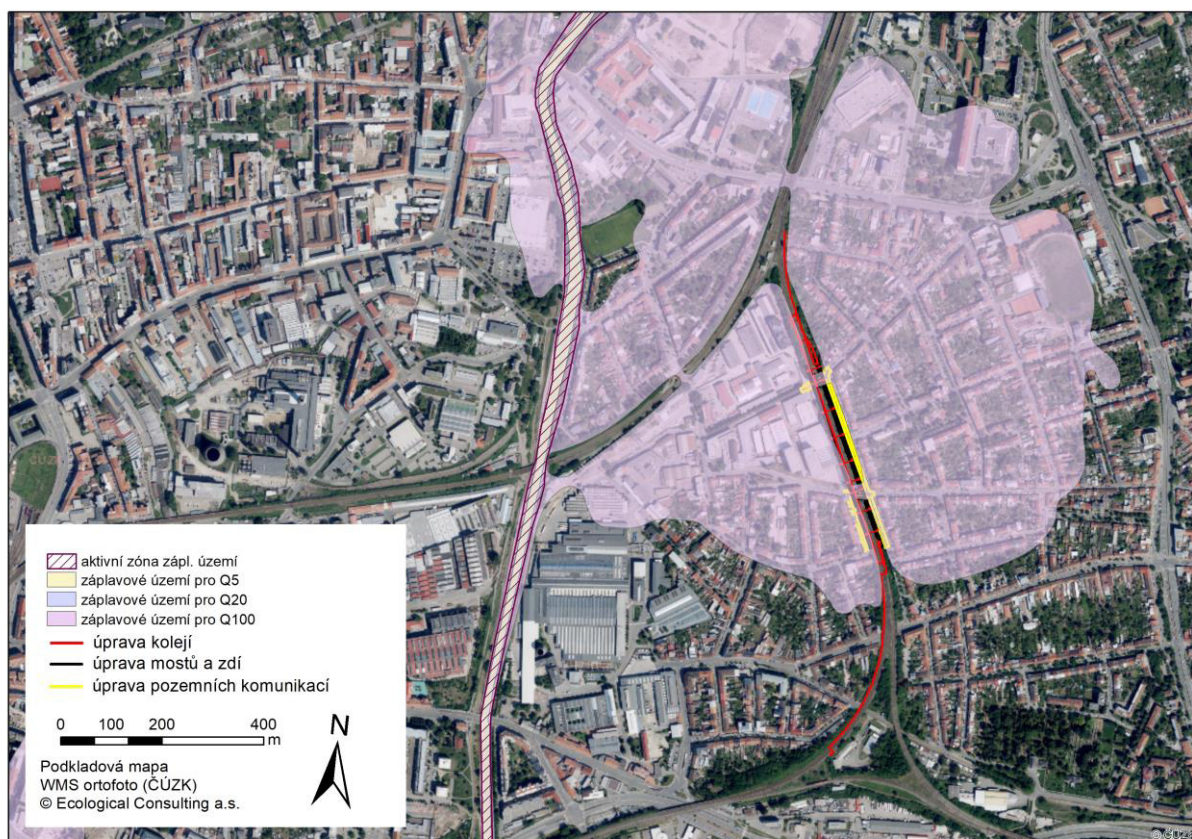 aktivní zóna zápl. území
záplavové území pro Q5
záplavové území pro Q20
záplavové území pro Q100
úprava kolejí
úprava mostů a zdí
úprava pozemních komunikací
0 100 200 400
m
N
Podkladová mapa
WMS ortofoto (ČÚZK)
© Ecological Consulting a.s.